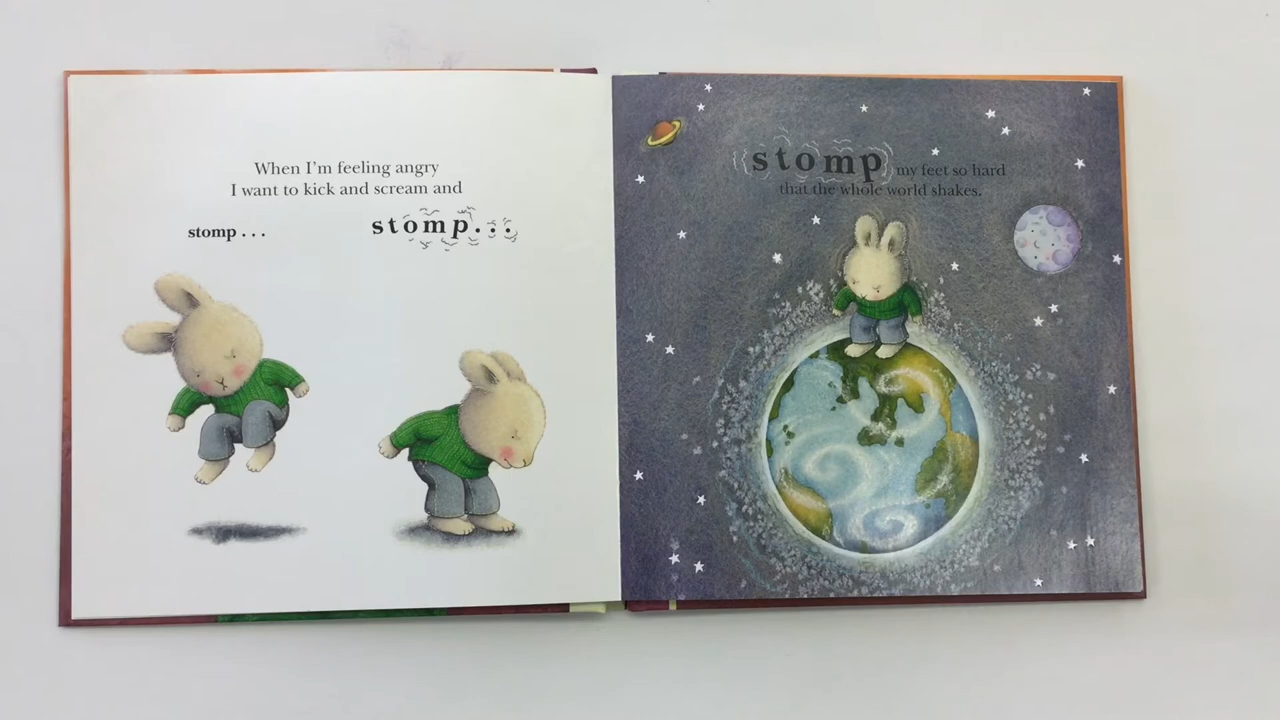 When I'm feeling angry
I want to kick and scream and
stomp . . .
stomp. . .
stomp my feet so hard
that the whole world shakes.